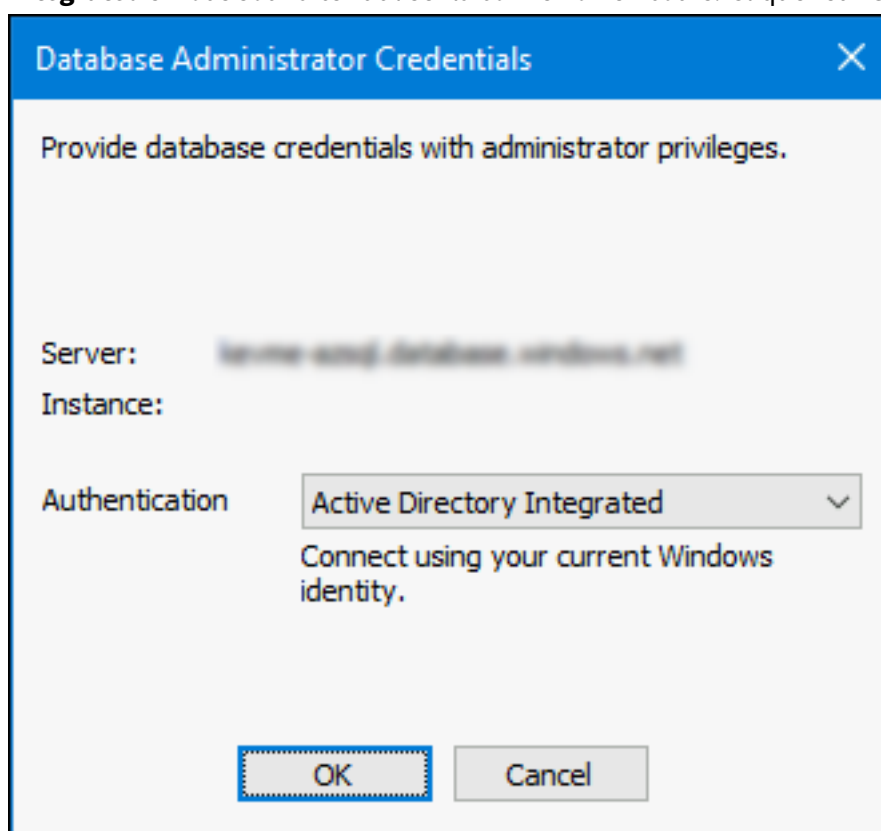 Database Administrator Credentials
Provide database credentials with administrator privileges.
Server:
Instance:
Authentication Active Directory Integrated
Connect using your current Windows
identity.
OK Cancel